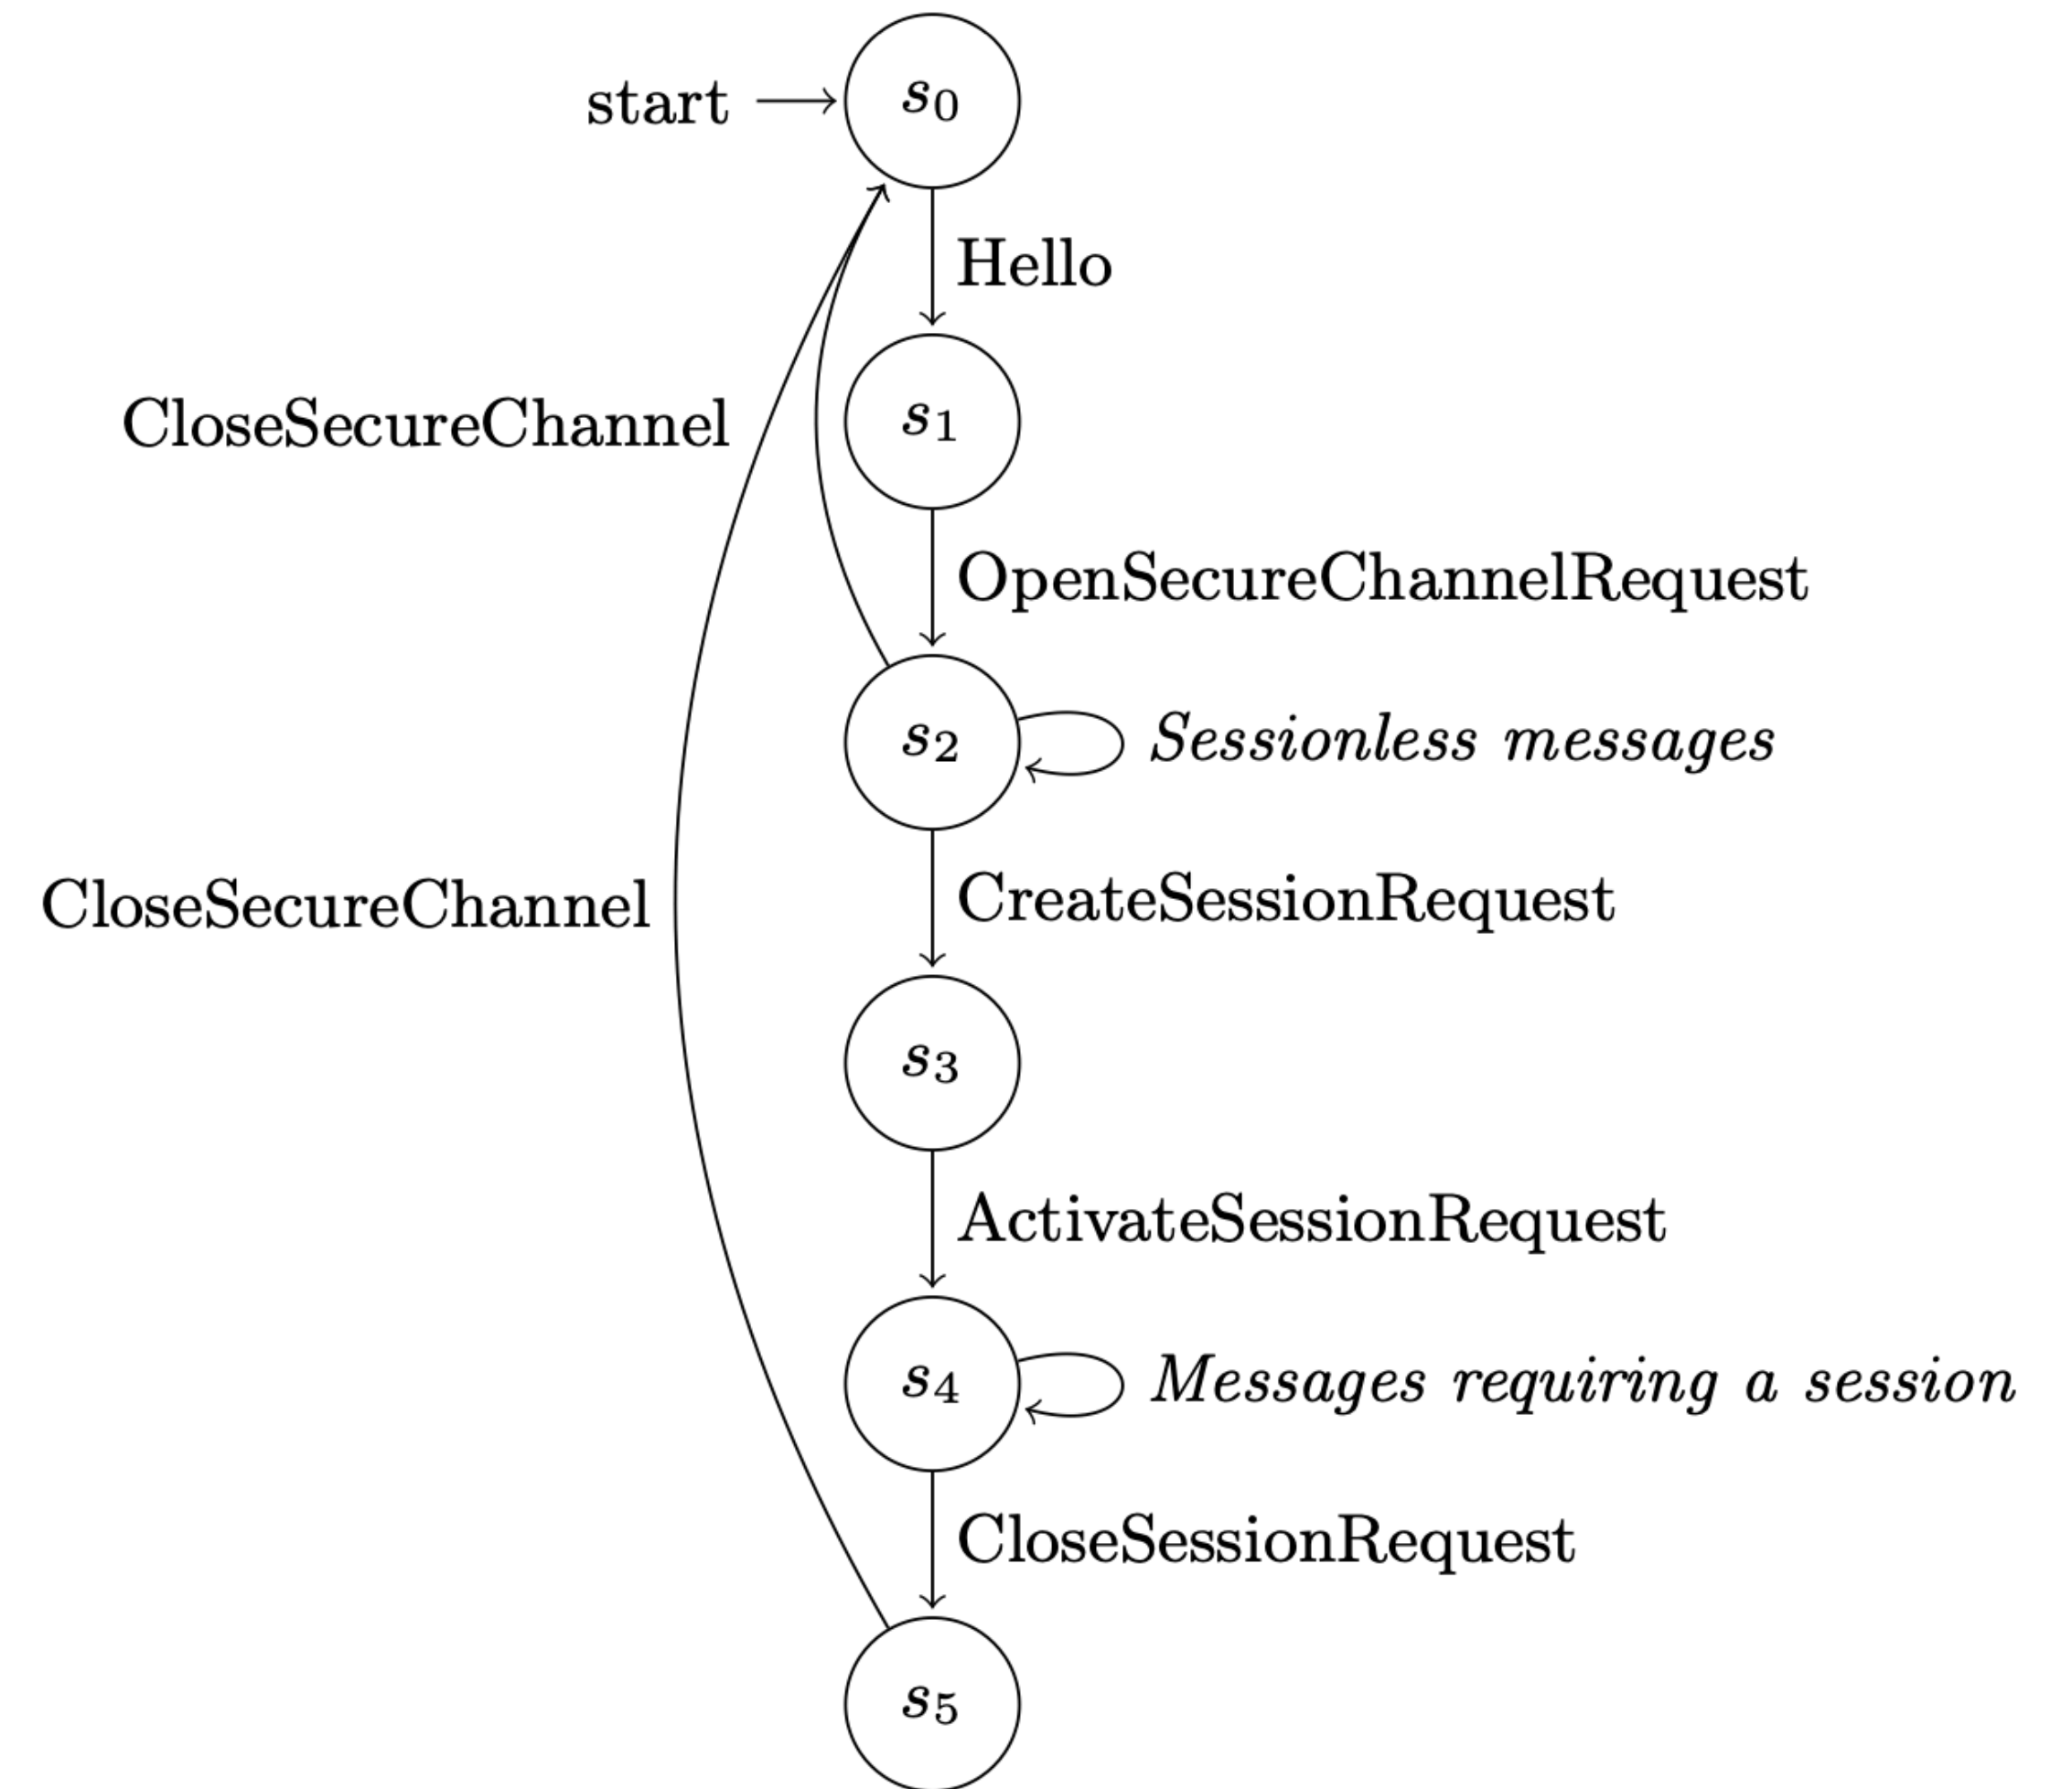 start
s0
Hello
s1
CloseSecureChannel
OpenSecureChannelRequest
s2
Sessionless messages
CloseSecureChannel
CreateSessionRequest
s3
ActivateSessionRequest
s4
Messages requiring a session
CloseSessionRequest
s5